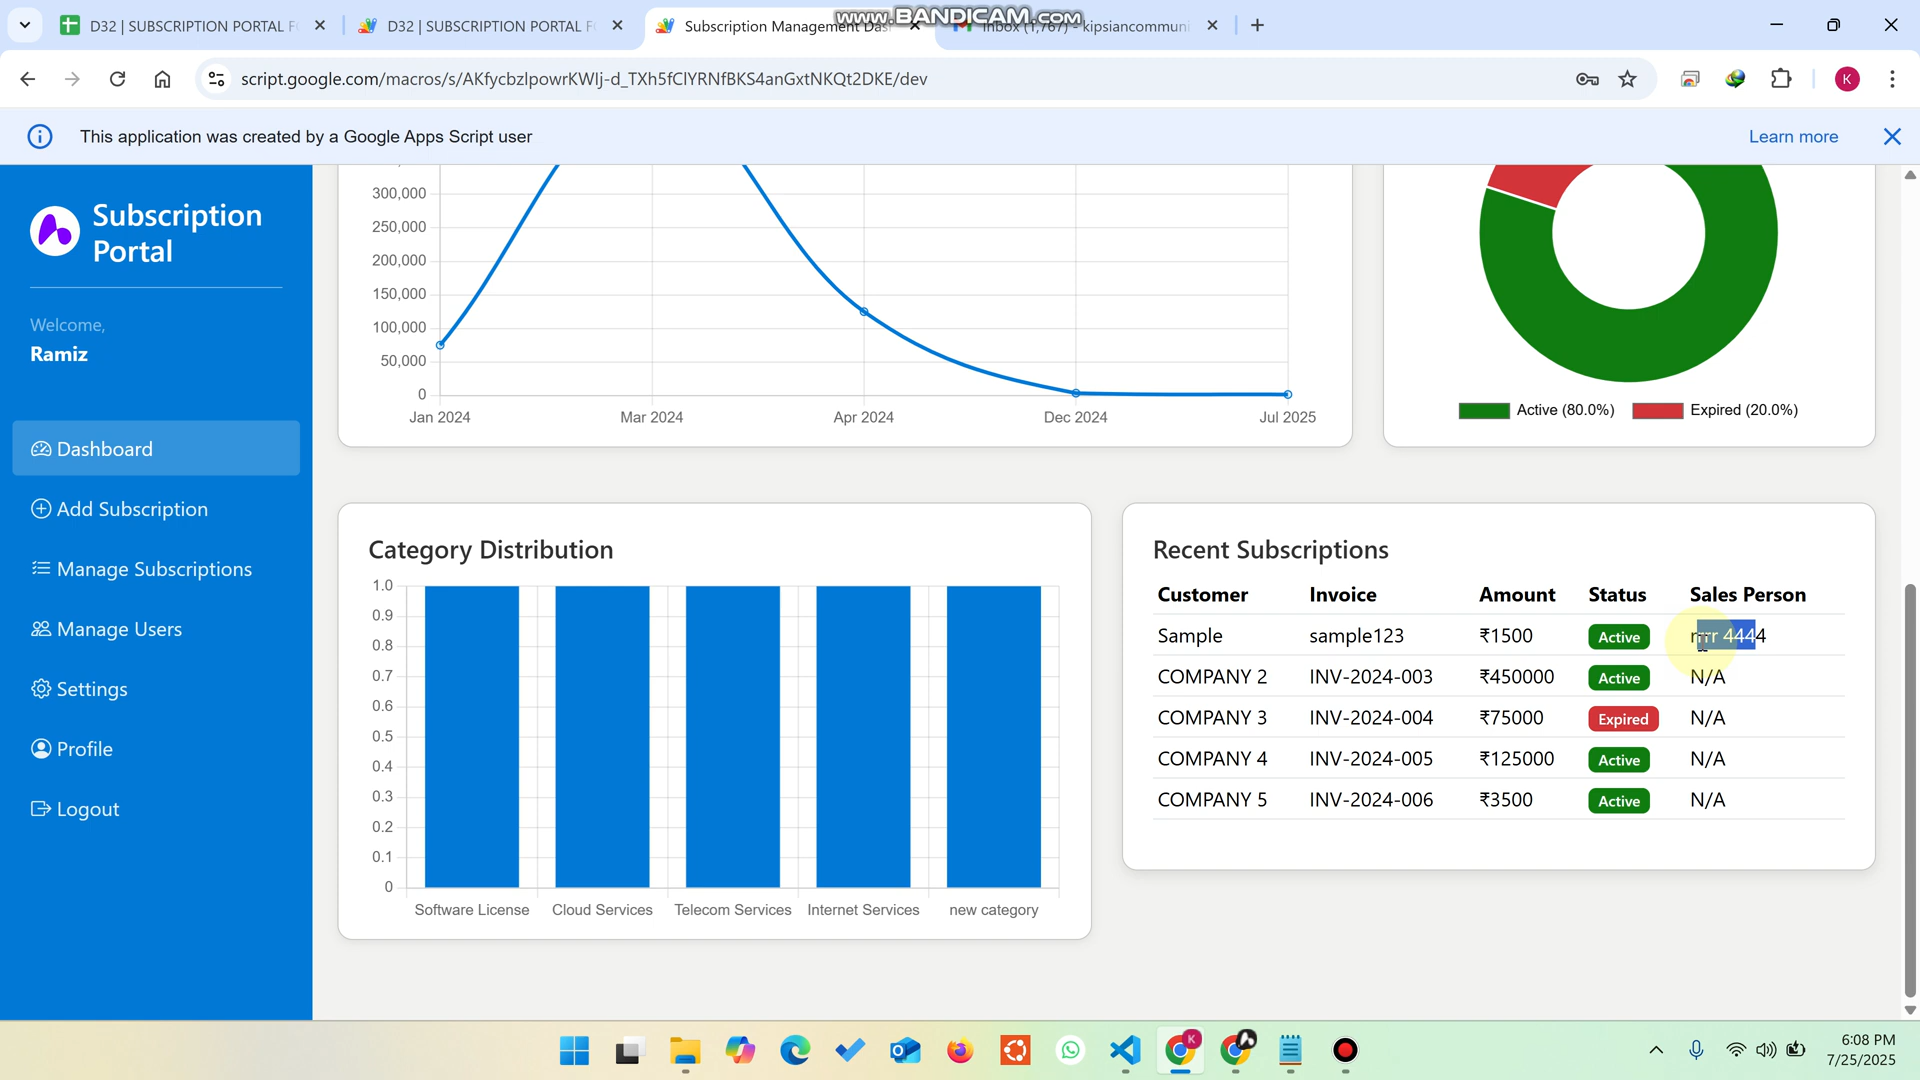 D32 | SUBSCRIPTION PORTAL F
D32 | SUBSCRIPTION PORTAL F
Subscription Management Das
Inbox (1,767) - kipsiancommuni
www.BANDICAM.com
script.google.com/macros/s/AKfycbzlpowrKWlj-d_TXh5fClYRNfBKS4anGxtNKQt2DKE/dev
K
This application was created by a Google Apps Script user
Learn more
Subscription
Portal
Welcome,
Ramiz
Dashboard
Add Subscription
Manage Subscriptions
Manage Users
Settings
Profile
Logout
300,000
250,000
200,000
150,000
100,000
50,000
0
Jan 2024 Mar 2024 Apr 2024 Dec 2024 Jul 2025
Active (80.0%) Expired (20.0%)
Category Distribution
1.0
0.9
0.8
0.7
0.6
0.5
0.4
0.3
0.2
0.1
0
Software License Cloud Services Telecom Services Internet Services new category
Recent Subscriptions
Customer Invoice Amount Status Sales Person
Sample sample123 ₹1500 Active rrrr 4444
COMPANY 2 INV-2024-003 ₹450000 Active N/A
COMPANY 3 INV-2024-004 ₹75000 Expired N/A
COMPANY 4 INV-2024-005 ₹125000 Active N/A
COMPANY 5 INV-2024-006 ₹3500 Active N/A
K
6:08 PM
7/25/2025